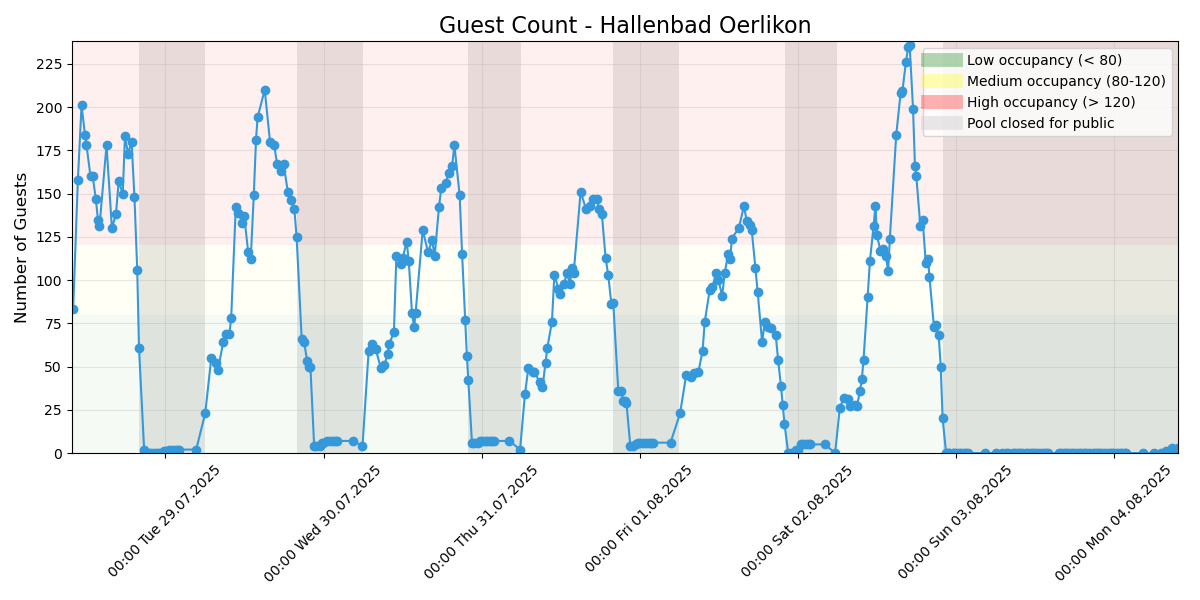 Guest Count - Hallenbad Oerlikon
Number of Guests
225
200
175
150
125
100
75
50
25
0
Low occupancy (< 80)
Medium occupancy (80-120)
High occupancy (> 120)
Pool closed for public
00:00 Tue 29.07.2025
00:00 Wed 30.07.2025
00:00 Thu 31.07.2025
00:00 Fri 01.08.2025
00:00 Sat 02.08.2025
00:00 Sun 03.08.2025
00:00 Mon 04.08.2025